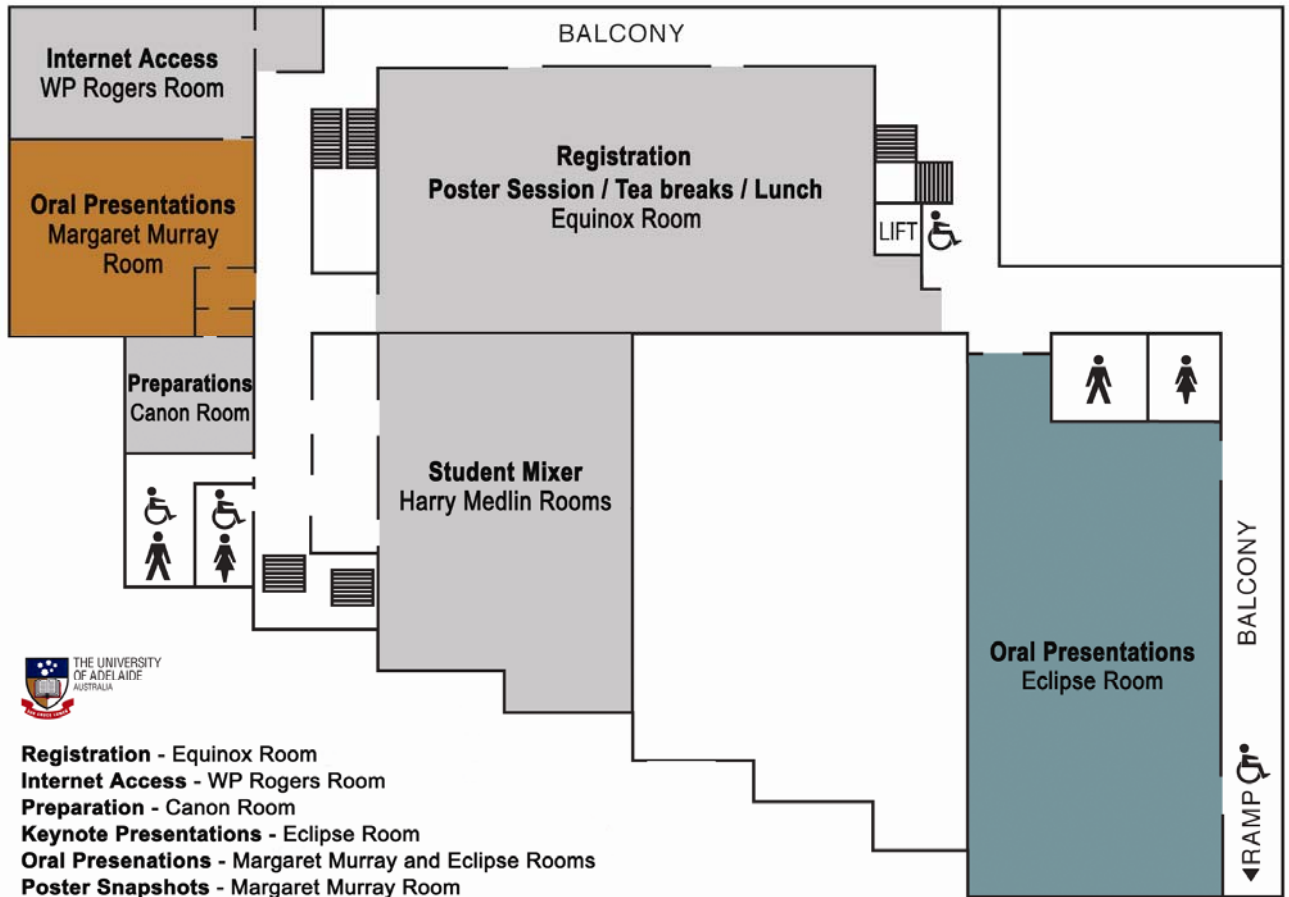 BALCONY
Internet Access
WP Rogers Room
Registration
Poster Session / Tea breaks / Lunch
Equinox Room
Oral Presentations
Margaret Murray
Room
LIFT
Preparations
Canon Room
Student Mixer
Harry Medlin Rooms
BALCONY
Oral Presentations
Eclipse Room
RAMP
THE UNIVERSITY
OF ADELAIDE
AUSTRALIA
Registration - Equinox Room
Internet Access - WP Rogers Room
Preparation - Canon Room
Keynote Presentations - Eclipse Room
Oral Presenations - Margaret Murray and Eclipse Rooms
Poster Snapshots - Margaret Murray Room